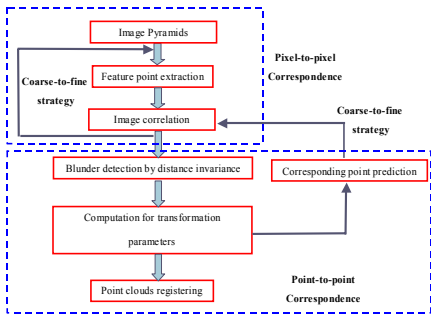 Image Pyramids
Pixel-to-pixel
Correspondence
Feature point extraction
Coarse-to-fine
strategy
Image correlation
Coarse-to-fine
strategy
Blunder detection by distance invariance
Corresponding point prediction
Computation for transformation
parameters
Point clouds registering
Point-to-point
Correspondence